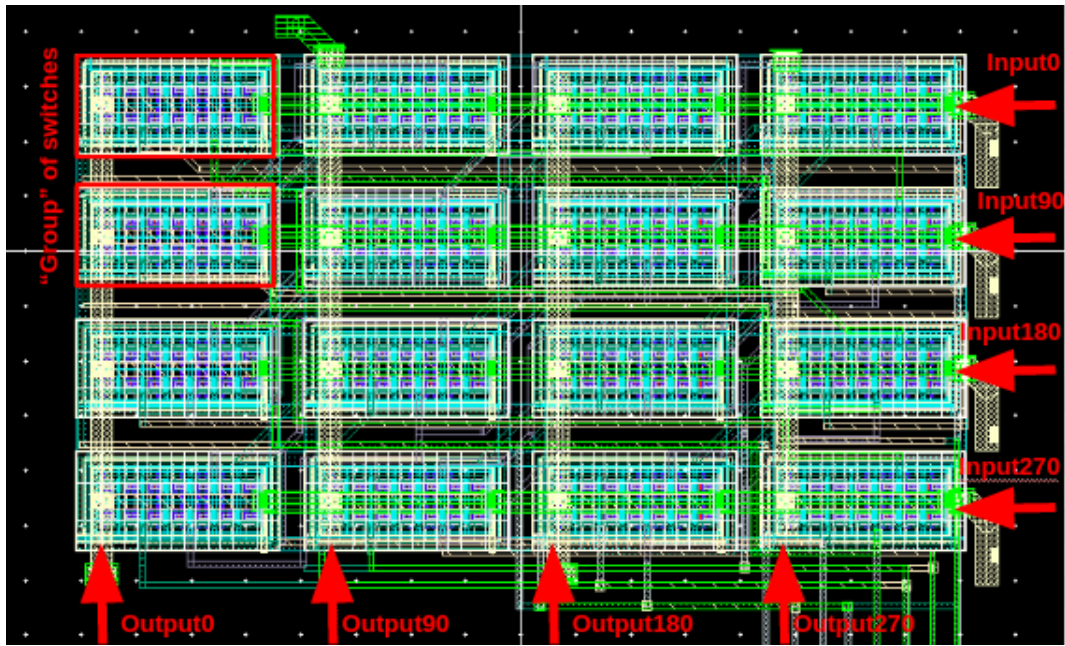 “Group” of switches
Input0
Input90
Input180
Input270
Output0
Output90
Output180
Output270